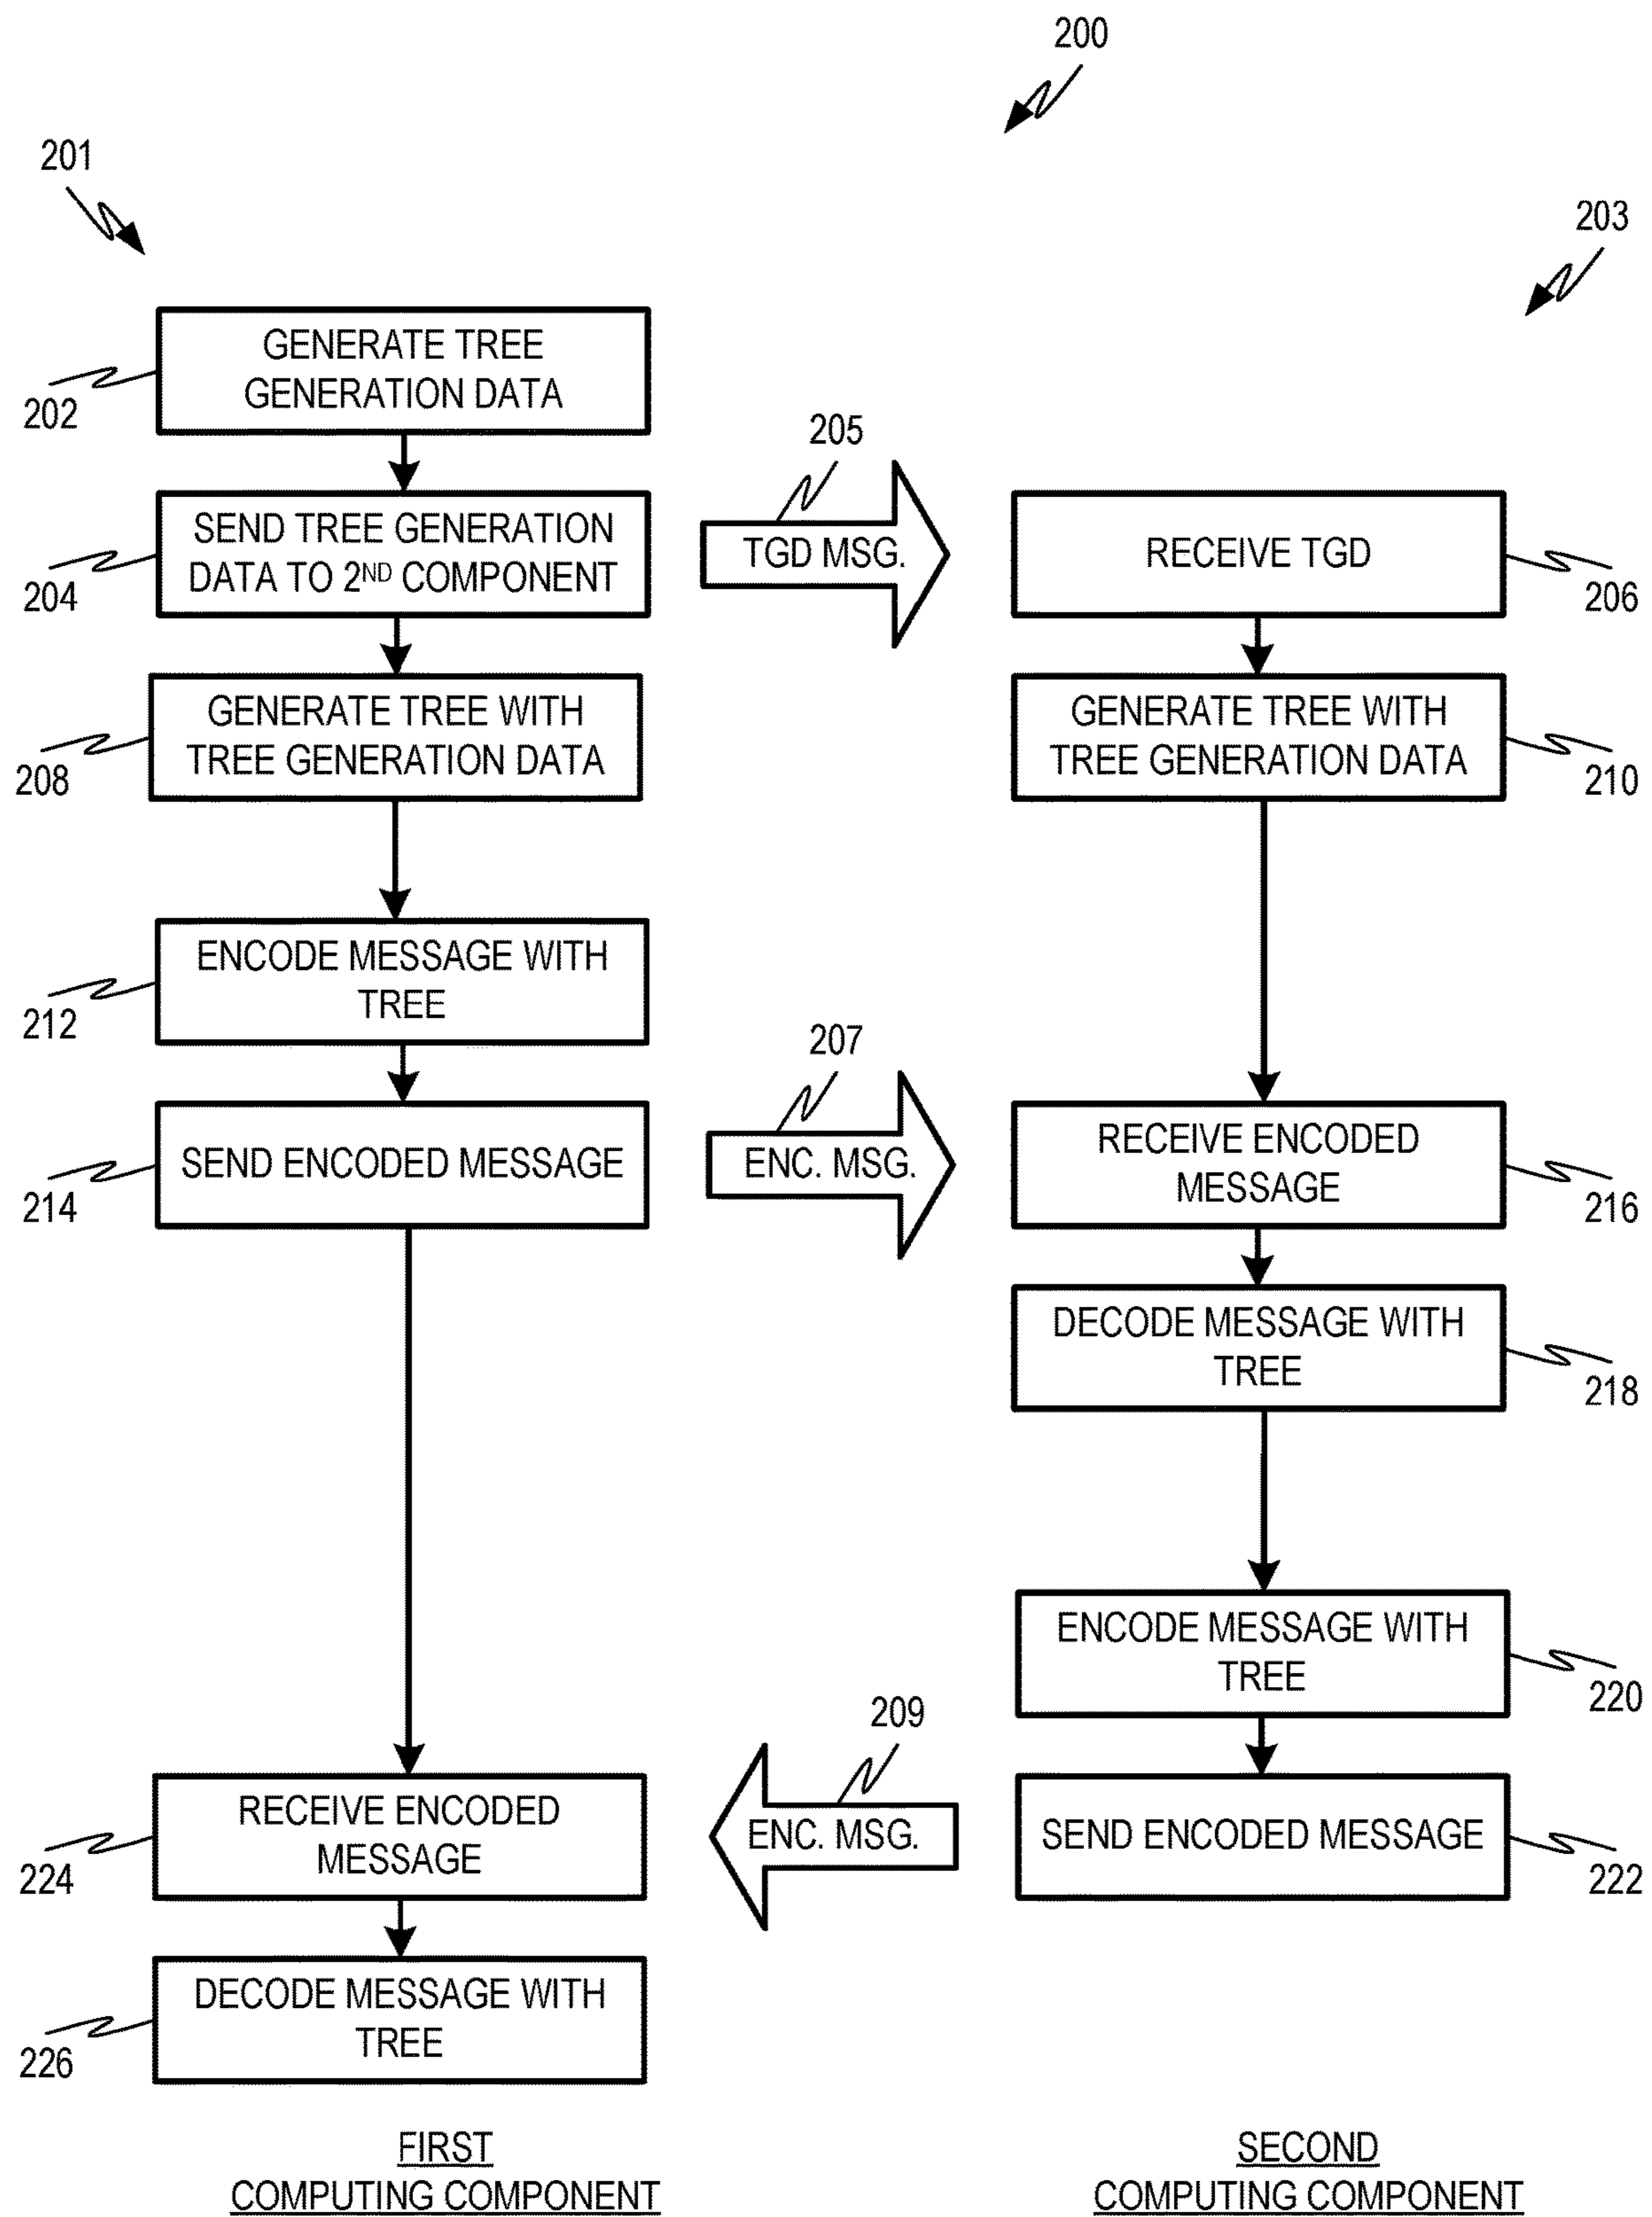 200
201
203
GENERATE TREE
GENERATION DATA
202
205
SEND TREE GENERATION
DATA TO 2ND COMPONENT
204
TGD MSG.
RECEIVE TGD
206
GENERATE TREE WITH
TREE GENERATION DATA
208
GENERATE TREE WITH
TREE GENERATION DATA
210
ENCODE MESSAGE WITH
TREE
212
207
SEND ENCODED MESSAGE
214
ENC. MSG.
RECEIVE ENCODED
MESSAGE
216
DECODE MESSAGE WITH
TREE
218
ENCODE MESSAGE WITH
TREE
220
209
RECEIVE ENCODED
MESSAGE
224
ENC. MSG.
SEND ENCODED MESSAGE
222
DECODE MESSAGE WITH
TREE
226
FIRST
COMPUTING COMPONENT
SECOND
COMPUTING COMPONENT